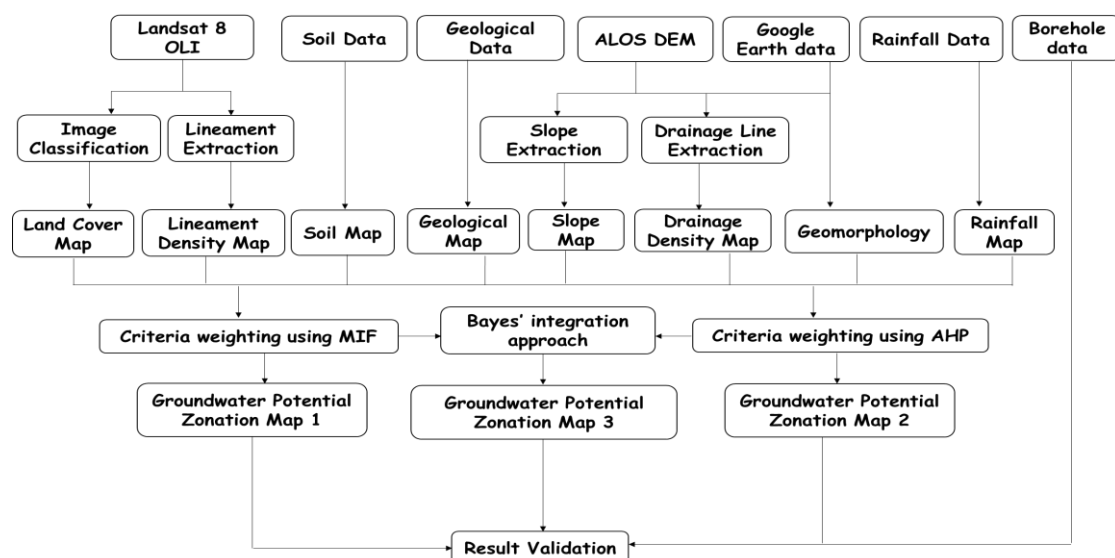 Landsat 8
OLI
Soil Data
Geological
Data
ALOS DEM
Google
Earth data
Rainfall Data
Borehole
data
Image
Classification
Lineament
Extraction
Slope
Extraction
Drainage Line
Extraction
Land Cover
Map
Lineament
Density Map
Soil Map
Geological
Map
Slope
Map
Drainage
Density Map
Geomorphology
Rainfall
Map
Criteria weighting using MIF
Bayes’ integration
approach
Criteria weighting using AHP
Groundwater Potential
Zonation Map 1
Groundwater Potential
Zonation Map 3
Groundwater Potential
Zonation Map 2
Result Validation